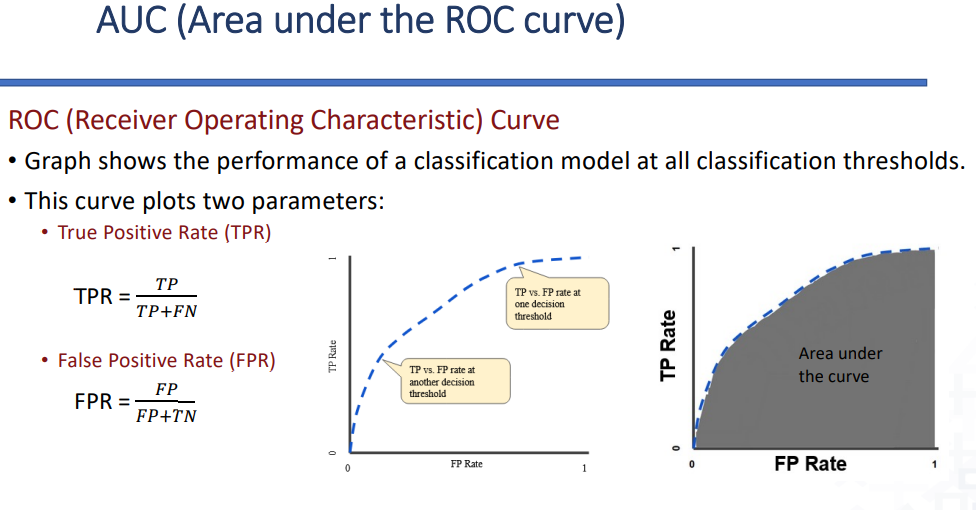 AUC (Area under the ROC curve)
ROC (Receiver Operating Characteristic) Curve
• Graph shows the performance of a classification model at all classification thresholds.
• This curve plots two parameters:
• True Positive Rate (TPR)
TPR = TP / TP+FN
• False Positive Rate (FPR)
FPR = FP / FP+TN
1
TP Rate
0
TP vs. FP rate at
one decision
threshold
TP vs. FP rate at
another decision
threshold
0
FP Rate
1
1
TP Rate
0
Area under
the curve
0
FP Rate
1